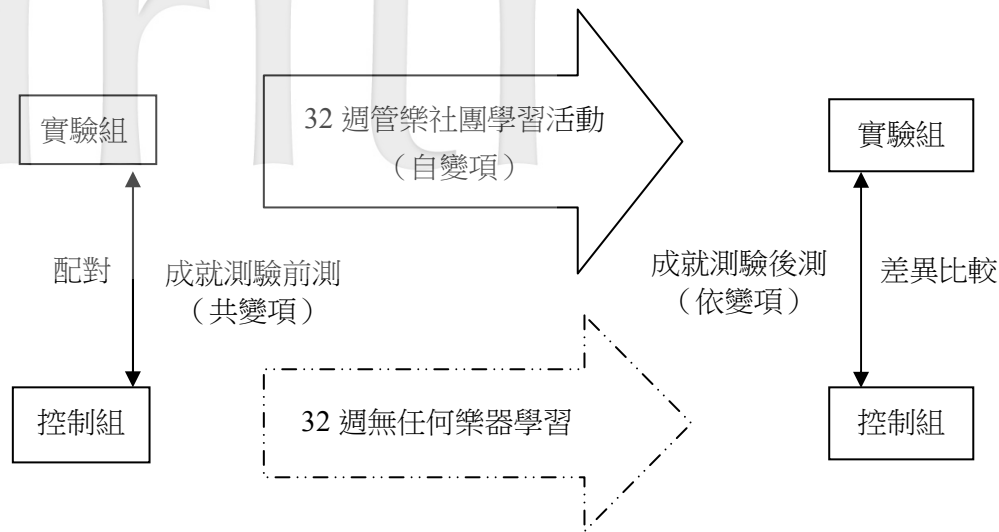 實驗組
32 週管樂社團學習活動
（自變項）
實驗組
配對
成就測驗前測
（共變項）
成就測驗後測
（依變項）
差異比較
控制組
32 週無任何樂器學習
控制組